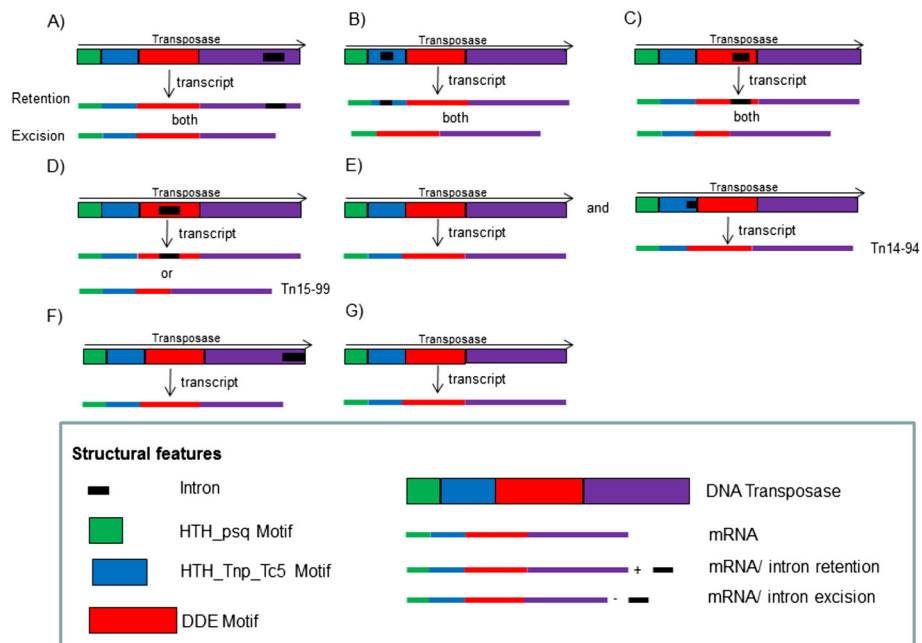 A)
Transposase
transcript
Retention
both
Excision
B)
Transposase
transcript
both
C)
Transposase
transcript
both
D)
Transposase
transcript
or
Tn15-99
E)
Transposase
transcript
and
Transposase
transcript
Tn14-94
F)
Transposase
transcript
G)
Transposase
transcript
Structural features
Intron
HTH_psq Motif
HTH_Tnp_Tc5 Motif
DDE Motif
DNA Transposase
mRNA
+ mRNA/ intron retention
- mRNA/ intron excision